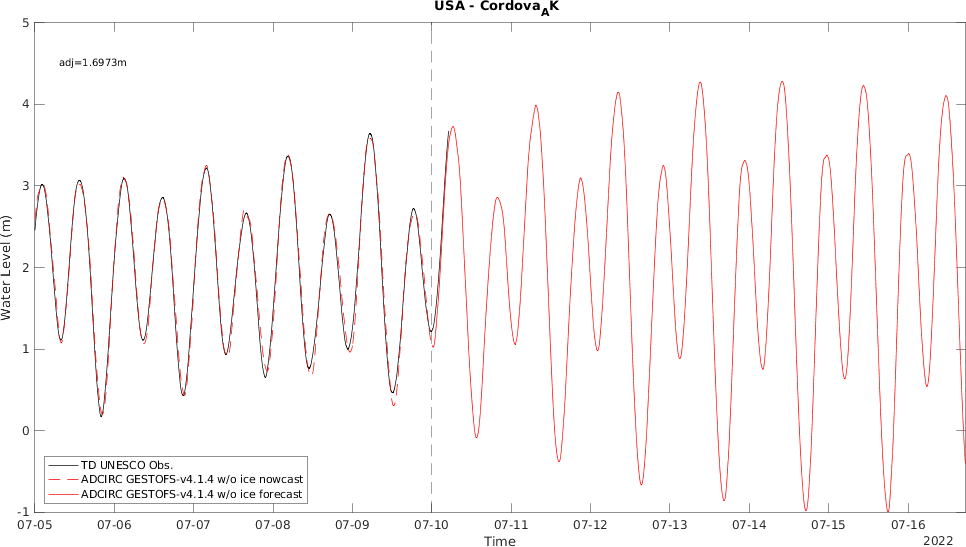 USA - Cordova_AK
5
adj=1.6973m
4
3
2
1
0
-1
Water Level (m)
TD UNESCO Obs.
ADCIRC GESTOFS-v4.1.4 w/o ice nowcast
ADCIRC GESTOFS-v4.1.4 w/o ice forecast
07-05 07-06 07-07 07-08 07-09 07-10 07-11 07-12 07-13 07-14 07-15 07-16
Time
2022